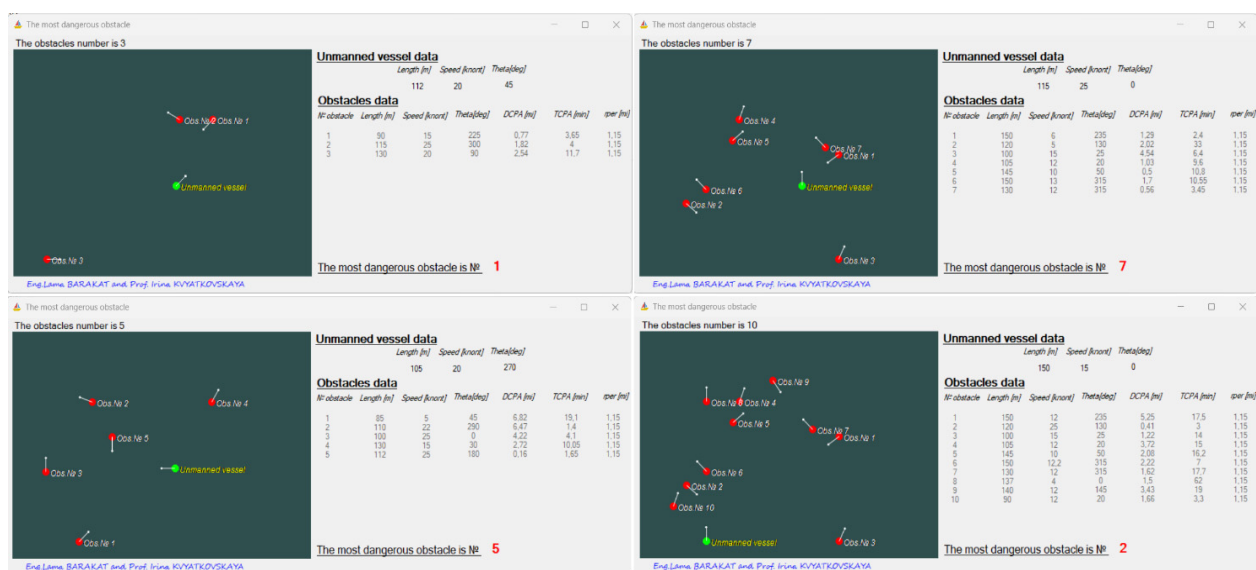 The most dangerous obstacle
The obstacles number is 3
Obs.№ 2 Obs.№ 1
Unmanned vessel
Obs.№ 3
Unmanned vessel data
Length [m] Speed [knont] Theta[deg]
112 20 45
Obstacles data
№ obstacle Length [m] Speed [knont] Theta[deg] DCPA [mi] TCPA [min] rper [mi]
1 90 15 225 0,77 3,65 1,15
2 115 25 300 1,82 4 1,15
3 130 20 90 2,54 11,7 1,15
The most dangerous obstacle is № 1
Eng.Lama BARAKAT and Prof. Irina KVYATKOVSKAYA
The most dangerous obstacle
The obstacles number is 7
Obs.№ 4
Obs.№ 5
Obs.№ 7
Obs.№ 1
Unmanned vessel
Obs.№ 6
Obs.№ 2
Obs.№ 3
Unmanned vessel data
Length [m] Speed [knont] Theta[deg]
115 25 0
Obstacles data
№ obstacle Length [m] Speed [knont] Theta[deg] DCPA [mi] TCPA [min] rper [mi]
1 150 6 235 1.29 2.4 1.15
2 120 5 130 2.02 33 1.15
3 100 15 25 4.54 6.4 1.15
4 105 12 20 1.03 9.6 1.15
5 145 10 50 0.5 10.8 1.15
6 150 13 315 1.7 10.55 1.15
7 130 12 315 0.56 3.45 1.15
The most dangerous obstacle is № 7
Eng.Lama BARAKAT and Prof. Irina KVYATKOVSKAYA
The most dangerous obstacle
The obstacles number is 5
Obs.№ 2
Obs.№ 4
Obs.№ 5
Unmanned vessel
Obs.№ 3
Obs.№ 1
Unmanned vessel data
Length [m] Speed [knont] Theta[deg]
105 20 270
Obstacles data
№ obstacle Length [m] Speed [knont] Theta[deg] DCPA [mi] TCPA [min] rper [mi]
1 85 5 45 6,82 19,1 1,15
2 110 22 290 6,47 1.4 1,15
3 100 25 0 4,22 4,1 1,15
4 130 15 30 2,72 10,05 1,15
5 112 25 180 0,16 1,65 1,15
The most dangerous obstacle is № 5
Eng.Lama BARAKAT and Prof. Irina KVYATKOVSKAYA
The most dangerous obstacle
The obstacles number is 10
Obs.№ 9
Obs.№ 8 Obs.№ 4
Obs.№ 5
Obs.№ 7
Obs.№ 1
Obs.№ 6
Obs.№ 2
Obs.№ 10
Unmanned vessel
Obs.№ 3
Unmanned vessel data
Length [m] Speed [knont] Theta[deg]
150 15 0
Obstacles data
№ obstacle Length [m] Speed [knont] Theta[deg] DCPA [mi] TCPA [min] rper [mi]
1 150 12 235 5,25 17,5 1,15
2 120 25 130 0,41 3 1,15
3 100 15 25 1,22 14 1,15
4 105 12 20 3,72 15 1,15
5 145 10 50 2,08 16,2 1,15
6 150 12,2 315 2,22 7 1,15
7 130 12 315 1,62 17,7 1,15
8 137 4 0 1,5 62 1,15
9 140 12 145 3,43 19 1,15
10 90 12 20 1,66 3,3 1,15
The most dangerous obstacle is № 2
Eng.Lama BARAKAT and Prof. Irina KVYATKOVSKAYA